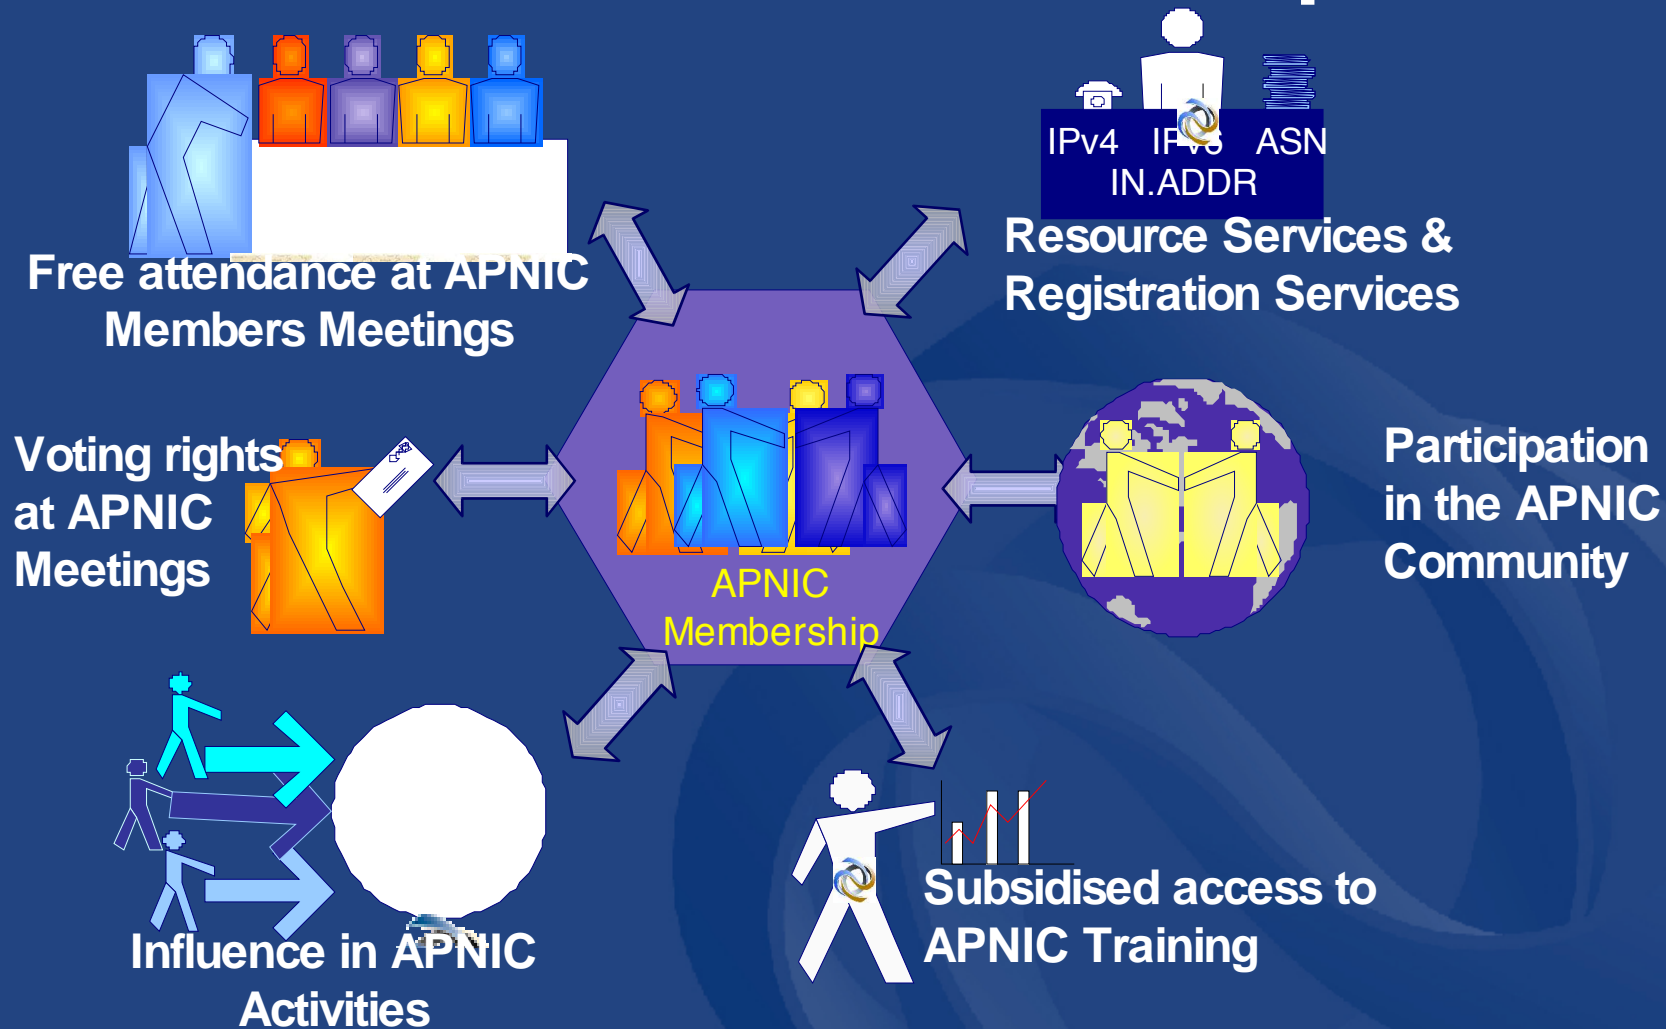 IPv4 IPv6 ASN
IN.ADDR
Free attendance at APNIC
Members Meetings
Resource Services &
Registration Services
Voting rights
at APNIC
Meetings
Participation
in the APNIC
Community
APNIC
Membership
Influence in APNIC
Activities
Subsidised access to
APNIC Training